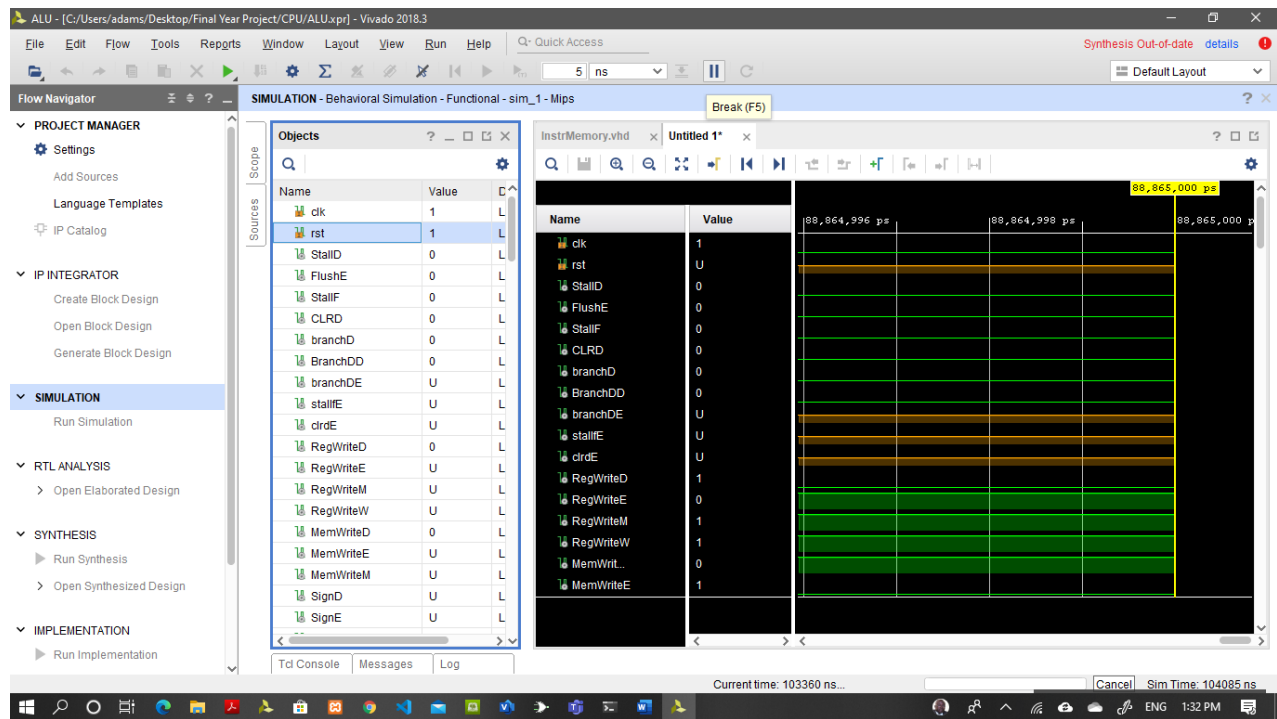 ALU - [C:/Users/adams/Desktop/Final Year Project/CPU/ALU.xpr] - Vivado 2018.3
File Edit Flow Tools Reports Window Layout View Run Help Q- Quick Access
Synthesis Out-of-date details
5 ns
Default Layout
Flow Navigator
SIMULATION - Behavioral Simulation - Functional - sim_1 - Mips
Break (F5)
PROJECT MANAGER
Settings
Add Sources
Language Templates
IP Catalog
IP INTEGRATOR
Create Block Design
Open Block Design
Generate Block Design
SIMULATION
Run Simulation
RTL ANALYSIS
Open Elaborated Design
SYNTHESIS
Run Synthesis
Open Synthesized Design
IMPLEMENTATION
Run Implementation
Scope
Sources
Objects
Name Value D
clk 1 L
rst 1 L
StallD 0 L
FlushE 0 L
StallF 0 L
CLRD 0 L
branchD 0 L
BranchDD 0 L
branchDE U L
stallfE U L
clrdE U L
RegWriteD 0 L
RegWriteE U L
RegWriteM U L
RegWriteW U L
MemWriteD 0 L
MemWriteE U L
MemWriteM U L
SignD U L
SignE U L
InstrMemory.vhd Untitled 1*
88,865,000 ps
Name Value
88,864,996 ps 88,864,998 ps 88,865,000 p
clk 1
rst U
StallD 0
FlushE 0
StallF 0
CLRD 0
branchD 0
BranchDD 0
branchDE U
stallfE U
clrdE U
RegWriteD 1
RegWriteE 0
RegWriteM 1
RegWriteW 1
MemWrit... 0
MemWriteE 1
Tcl Console Messages Log
Current time: 103360 ns... Cancel Sim Time: 104085 ns
ENG 1:32 PM